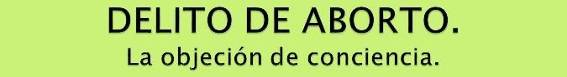 DELITO DE ABORTO.
La objeción de conciencia.